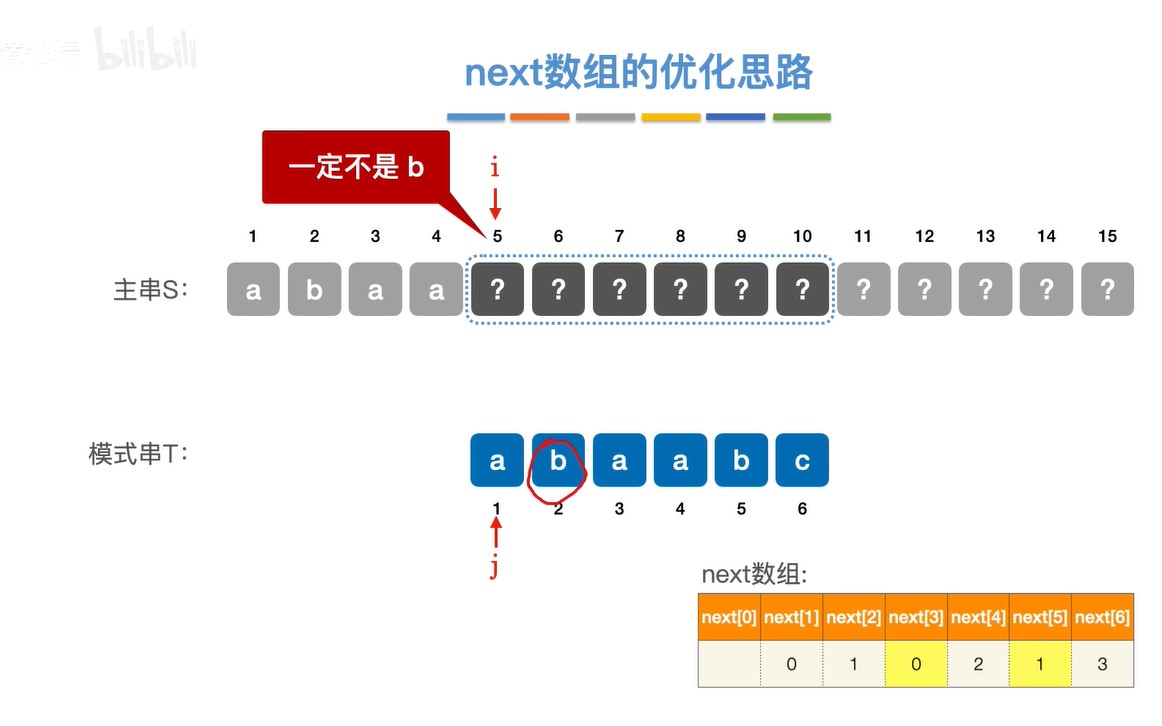 bilibili
next数组的优化思路
一定不是 b
i
1 2 3 4 5 6 7 8 9 10 11 12 13 14 15
主串S: a b a a ? ? ? ? ? ? ? ? ? ? ?
模式串T: a b a a b c
1 2 3 4 5 6
j
next数组:
next[0] next[1] next[2] next[3] next[4] next[5] next[6]
0 1 0 2 1 3